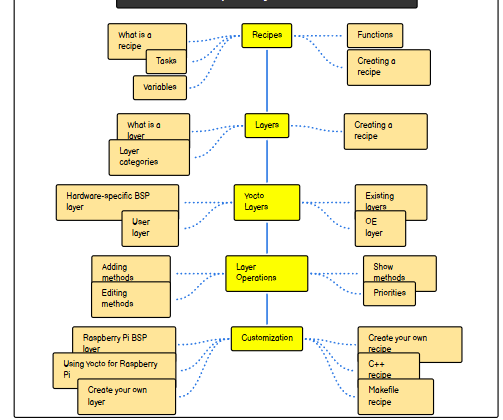 What is a
recipe
Tasks
Variables
Recipes
Functions
Creating a
recipe
What is a
layer
Layer
categories
Layers
Creating a
recipe
Hardware-specific BSP
layer
User
layer
Yocto
Layers
Existing
layers
OE
layer
Adding
methods
Editing
methods
Layer
Operations
Show
methods
Priorities
Raspberry Pi BSP
layer
Using Yocto for Raspberry
Pi
Create your own
layer
Customization
Create your own
recipe
C++
recipe
Makefile
recipe